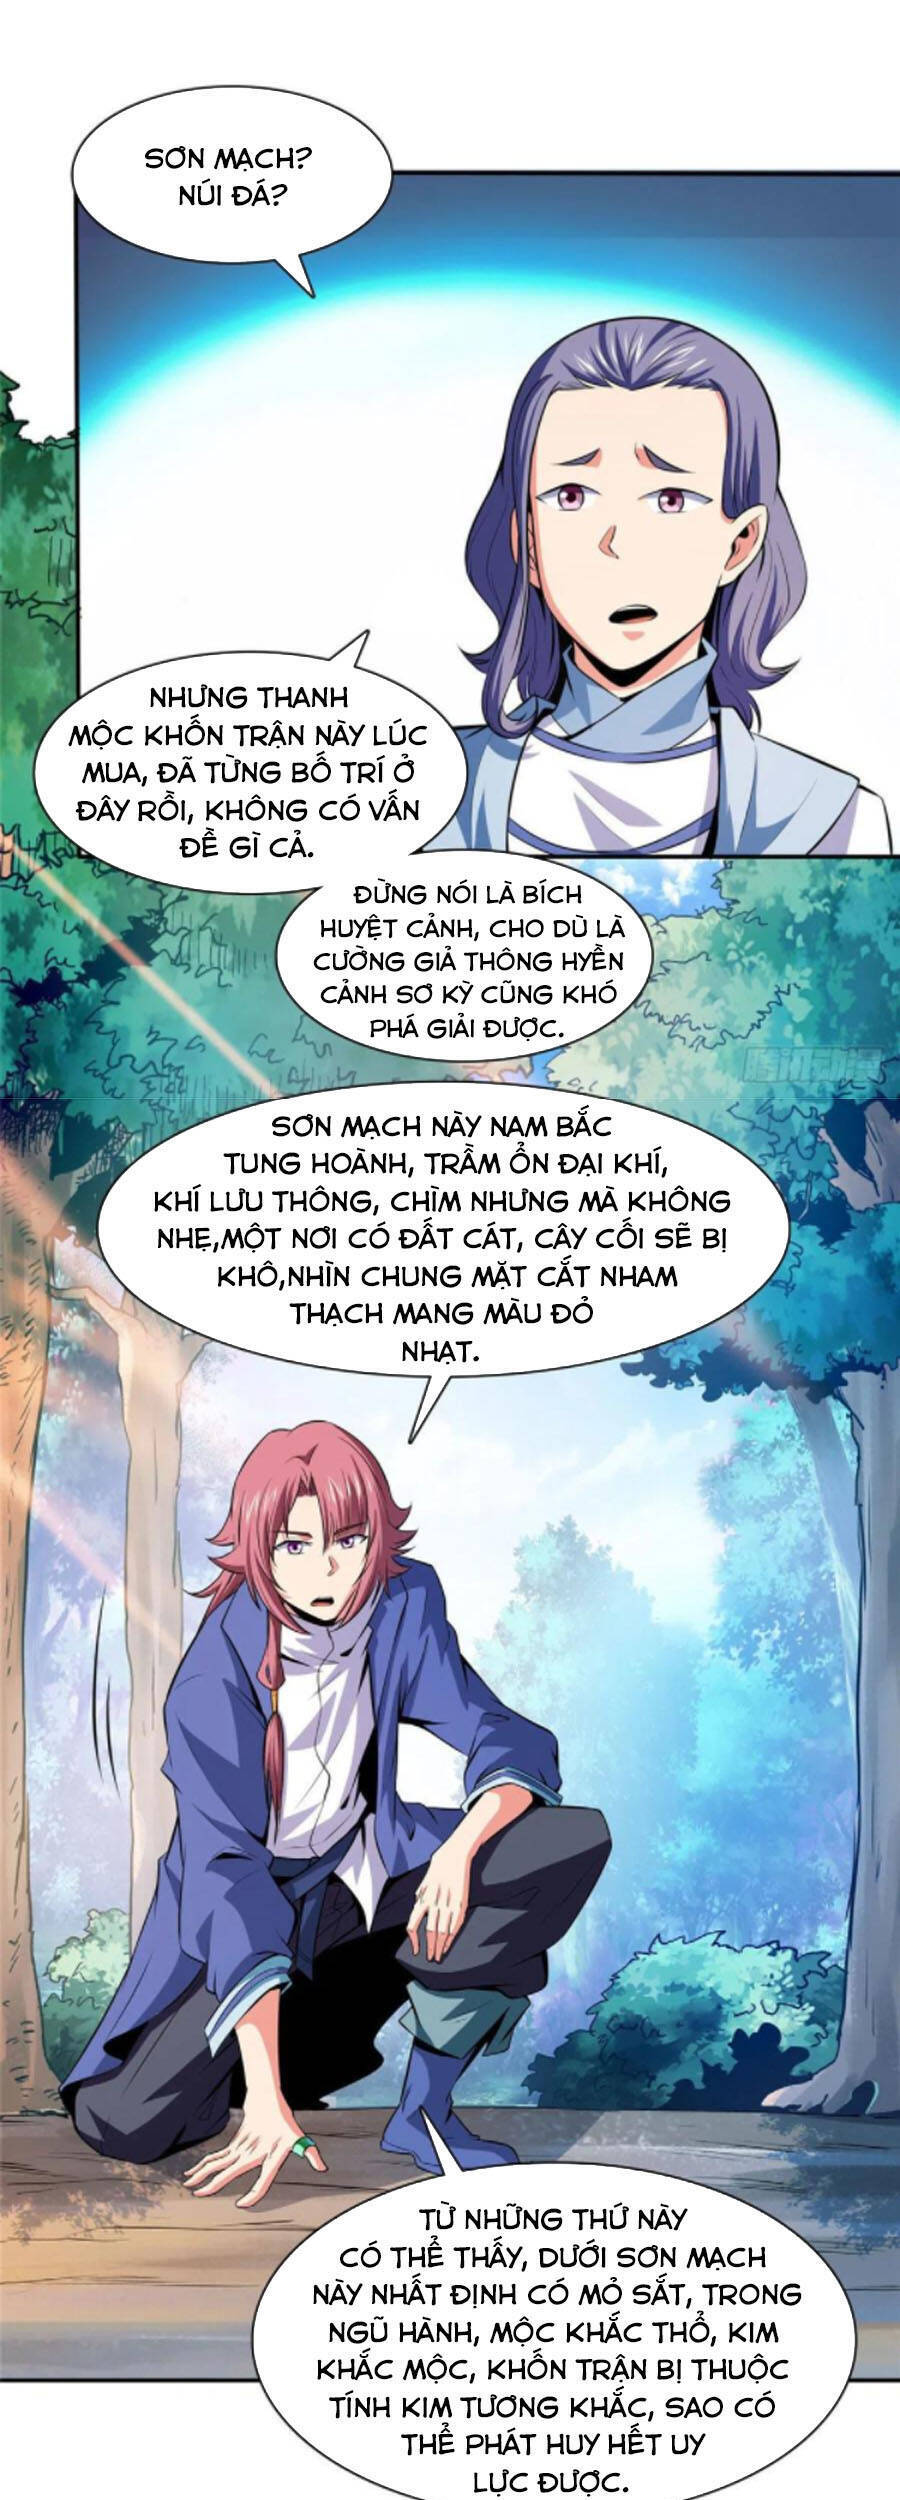 SƠN MẠCH?
NÚI ĐÁ?
NHƯNG THANH
MỘC KHỐN TRẬN NÀY LÚC
MUA, ĐÃ TỪNG BỐ TRÍ Ở
ĐÂY RỒI, KHÔNG CÓ VẤN
ĐỀ GÌ CẢ.
ĐỪNG NÓI LÀ BÍCH
HUYỆT CẢNH, CHO DÙ LÀ
CƯỜNG GIẢ THÔNG HYỀN
CẢNH SƠ KỲ CŨNG KHÓ
PHÁ GIẢI ĐƯỢC.
SƠN MẠCH NÀY NAM BẮC
TUNG HOÀNH, TRẦM ỔN ĐẠI KHÍ,
KHÍ LƯU THÔNG, CHÌM NHƯNG MÀ KHÔNG
NHẸ,MỘT NƠI CÓ ĐẤT CÁT, CÂY CỐI SẼ BỊ
KHÔ,NHÌN CHUNG MẶT CẮT NHAM
THẠCH MANG MÀU ĐỎ
NHẠT.
TỪ NHỮNG THỨ NÀY
CÓ THỂ THẤY, DƯỚI SƠN MẠCH
NÀY NHẤT ĐỊNH CÓ MỎ SẮT, TRONG
NGŨ HÀNH, MỘC KHẮC THỔ, KIM
KHẮC MỘC, KHỐN TRẬN BỊ THUỘC
TÍNH KIM TƯƠNG KHẮC, SAO CÓ
THỂ PHÁT HUY HẾT UY
LỰC ĐƯỢC.